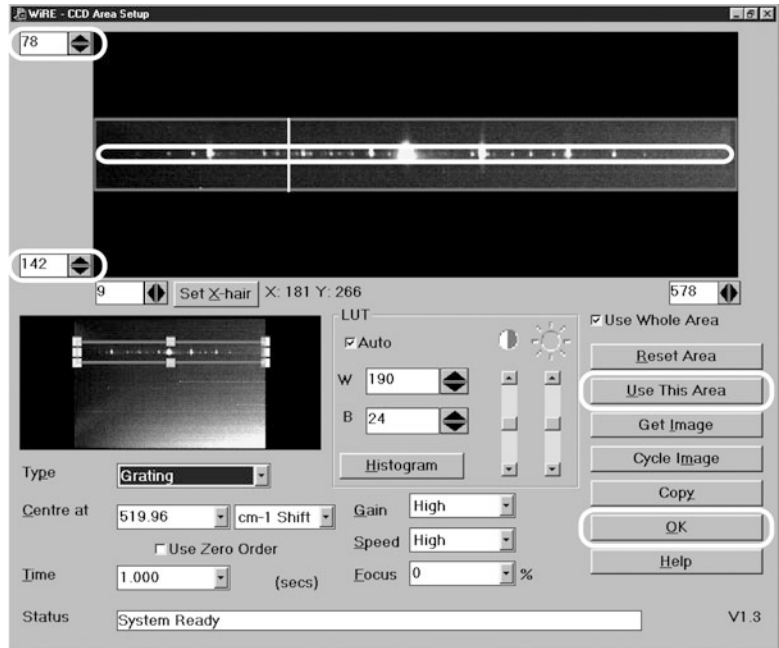 WiRE - CCD Area Setup
78
142
9
Set X-hair
X: 181 Y: 266
578
LUT
Auto
W 190
B 24
Histogram
Use Whole Area
Reset Area
Use This Area
Get Image
Cycle Image
Copy
OK
Help
Type Grating
Centre at 519.96 cm-1 Shift
Use Zero Order
Time 1.000 (secs)
Gain High
Speed High
Focus 0 %
Status System Ready
V1.3